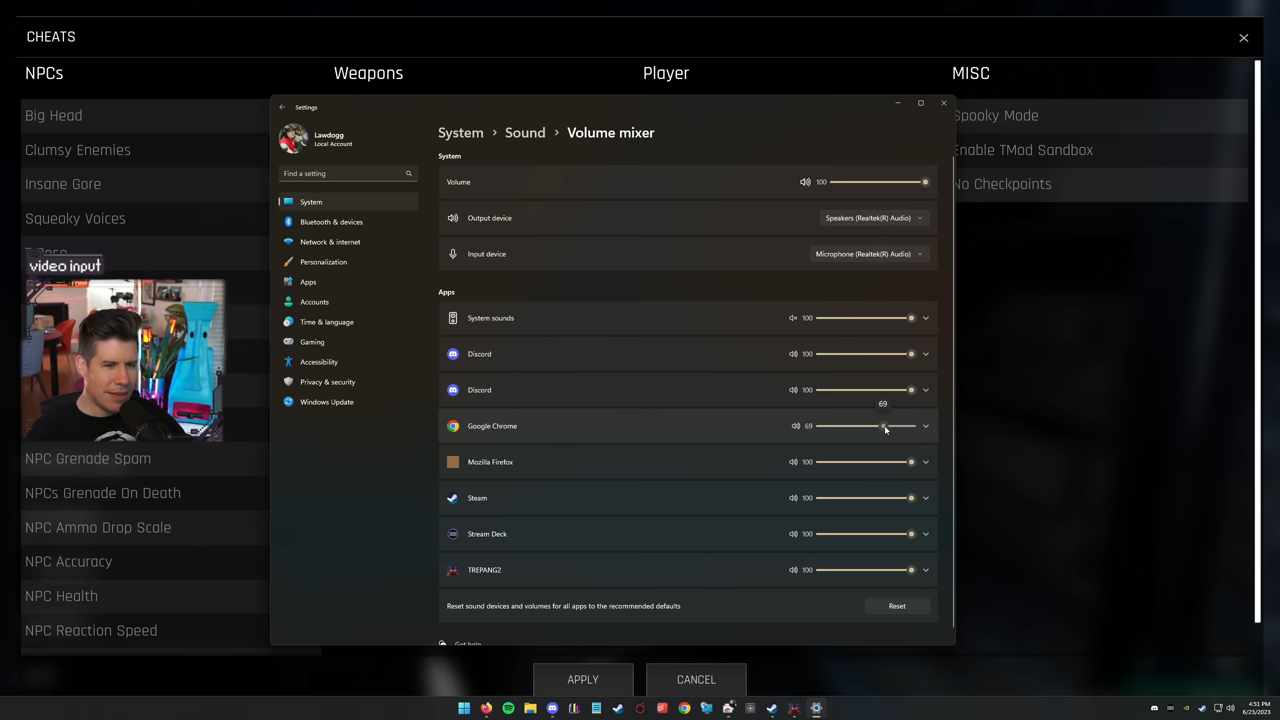 CHEATS
NPCs
Weapons
Player
MISC
Big Head
Clumsy Enemies
Insane Gore
Squeaky Voices
video input
NPC Grenade Spam
NPCs Grenade On Death
NPC Ammo Drop Scale
NPC Accuracy
NPC Health
NPC Reaction Speed
Spooky Mode
Enable TMod Sandbox
No Checkpoints
Settings
Lawdogg
Local Account
Find a setting
System
Bluetooth & devices
Network & internet
Personalization
Apps
Accounts
Time & language
Gaming
Accessibility
Privacy & security
Windows Update
System > Sound > Volume mixer
System
Volume 100
Output device Speakers (Realtek(R) Audio)
Input device Microphone (Realtek(R) Audio)
Apps
System sounds 100
Discord 100
Discord 100
69
Google Chrome 69
Mozilla Firefox 100
Steam 100
Stream Deck 100
TREPANG2 100
Reset sound devices and volumes for all apps to the recommended defaults Reset
Get help
APPLY
CANCEL
4:51 PM
6/23/2023